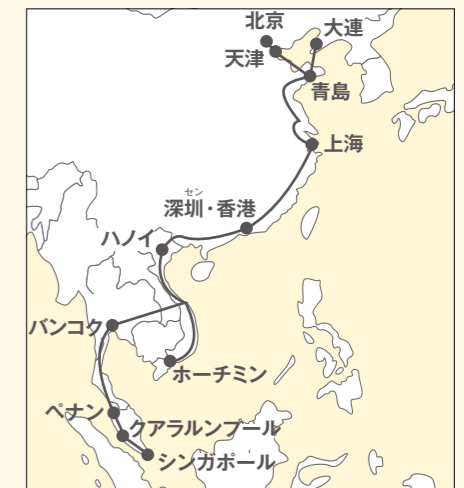 北京
大連
天津
青島
上海
セン
深圳・香港
ハノイ
バンコク
ホーチミン
ペナン
クアラルンプール
シンガポール